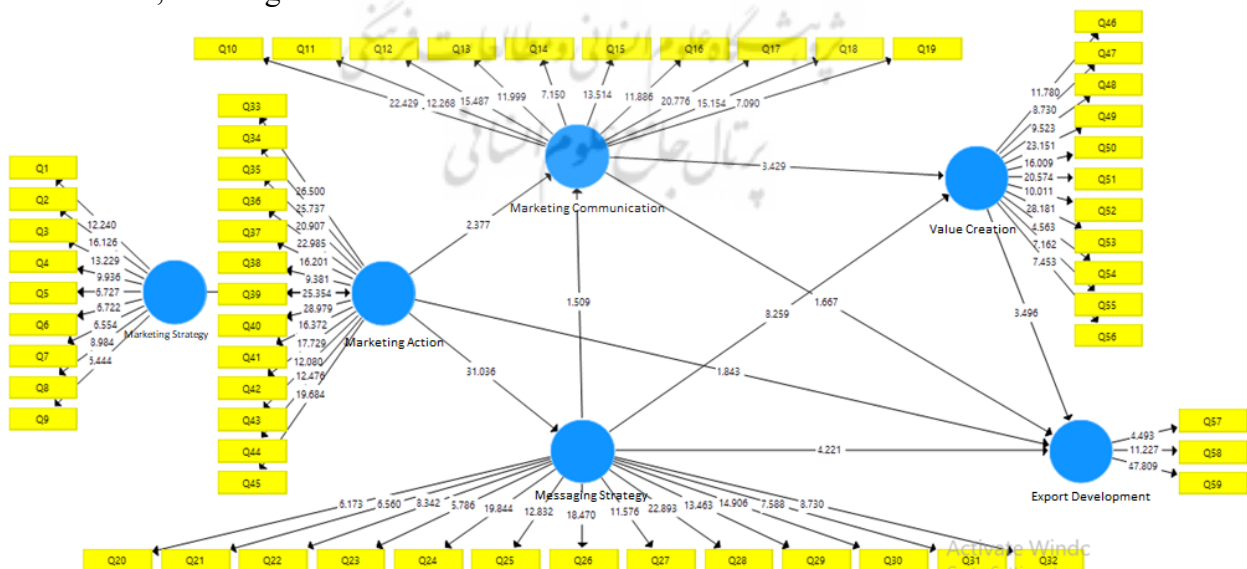 پژوهشگاه علوم انسانی و مطالعات فرهنگی
پرتال جامع علوم انسانی
Q10 Q11 Q12 Q13 Q14 Q15 Q16 Q17 Q18 Q19
22.429 12.268 15.487 11.999 7.150 13.514 11.886 20.776 15.154 7.090
Marketing Communication
Q46
Q47
Q48
Q49
Q50
Q51
Q52
Q53
Q54
Q55
Q56
11.780
8.730
9.523
23.151
16.009
20.574
10.011
28.181
4.563
7.162
7.453
Value Creation
Q1
Q2
Q3
Q4
Q5
Q6
Q7
Q8
Q9
12.240
16.126
13.229
9.936
6.727
6.722
6.554
Marketing Strategy
Q33
Q34
Q35
Q36
Q37
Q38
Q39
Q40
Q41
Q42
Q43
Q44
Q45
26.500
25.737
20.907
22.985
16.201
9.381
25.354
28.979
16.372
17.729
12.080
12.476
19.684
Marketing Action
2.377
3.429
1.509
8.259
1.667
3.496
1.843
31.036
4.221
Messaging Strategy
6.173 6.560 8.342 5.786 19.844 12.832 18.470 11.576 22.893 13.463 14.906 7.588
Q20 Q21 Q22 Q23 Q24 Q25 Q26 Q27 Q28 Q29 Q30 Q31 Q32
Export Development
4.493
11.227
47.809
Q57
Q58
Q59
Activate Windc